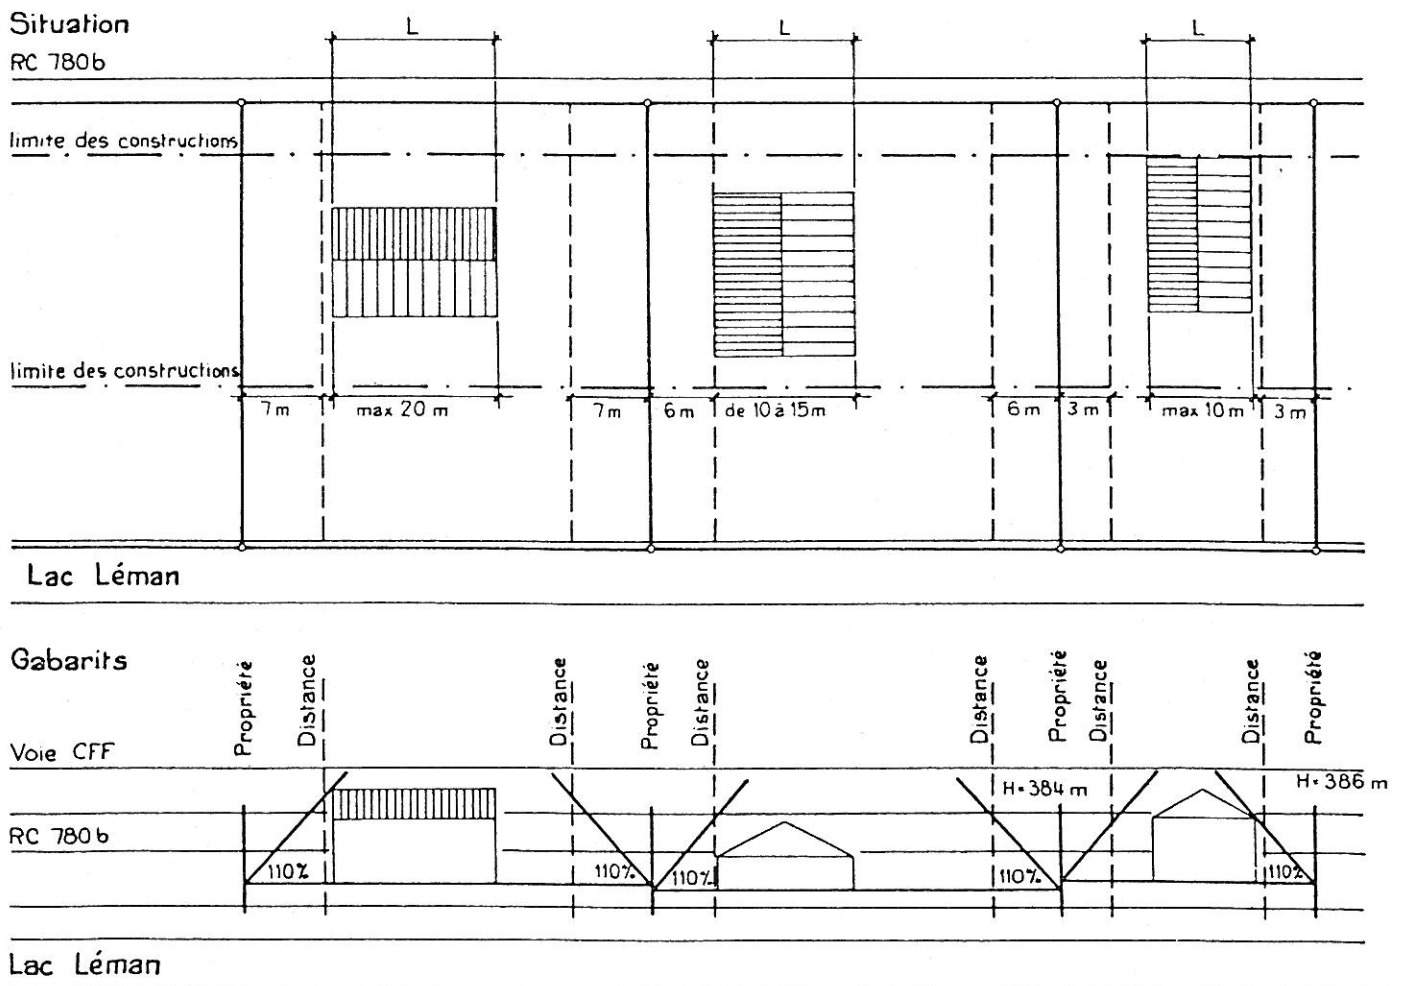 Situation
L L L
RC 780b
limite des constructions
limite des constructions
7m max 20 m 7m 6m de 10 à 15m 6m 3m max 10m 3m
Lac Léman
Gabarits
Propriété Distance Distance Propriété Distance Distance Propriété Distance Distance Propriété
Voie CFF
H=384 m H=386 m
RC 780b
110% 110% 110% 110% 110%
Lac Léman